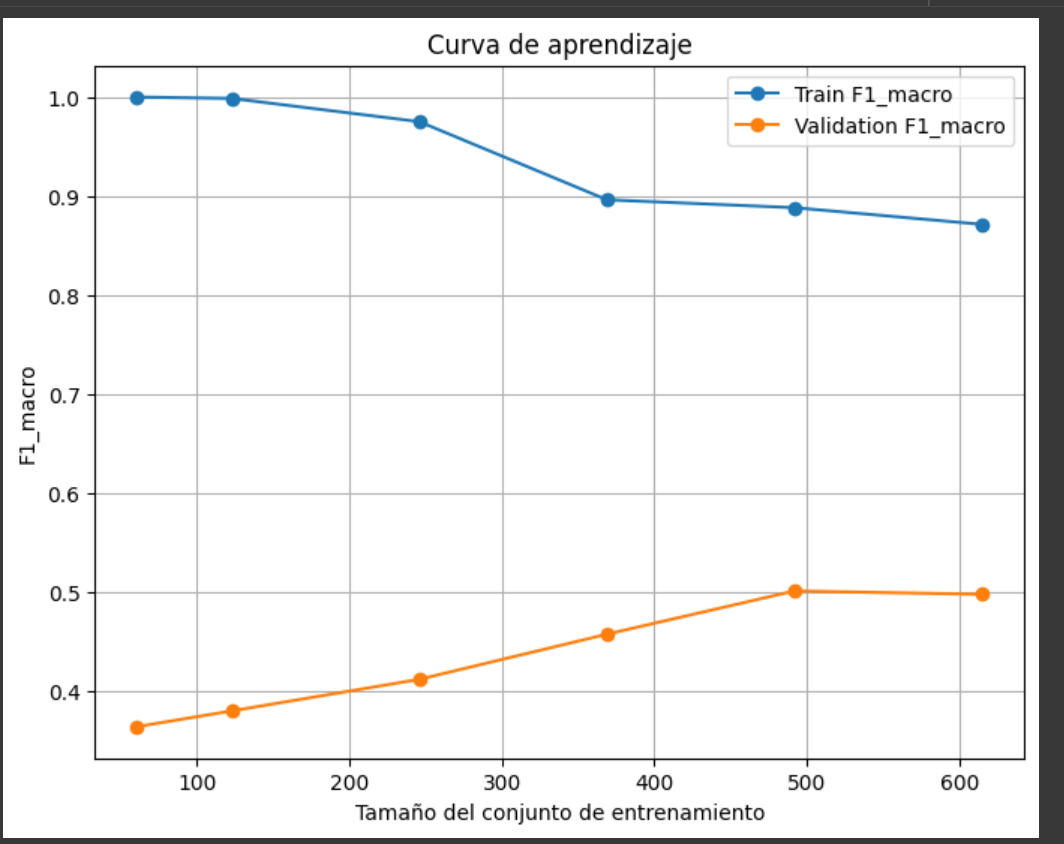 Curva de aprendizaje
Train F1_macro
Validation F1_macro
1.0
0.9
0.8
0.7
0.6
0.5
0.4
F1_macro
100 200 300 400 500 600
Tamaño del conjunto de entrenamiento